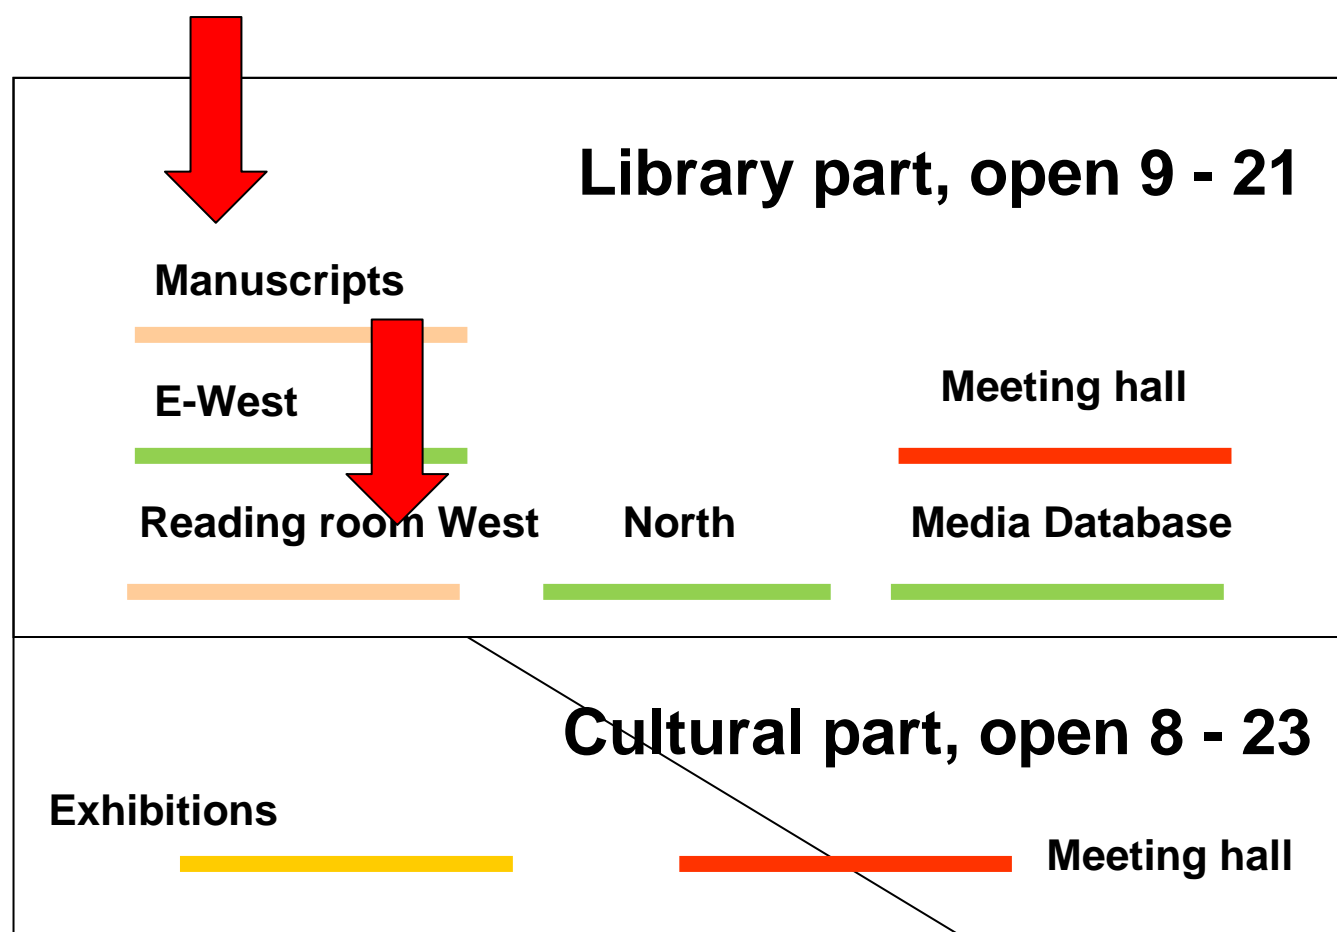 Library part, open 9 - 21
Manuscripts
E-West
Meeting hall
Reading room West
North
Media Database
Cultural part, open 8 - 23
Exhibitions
Meeting hall